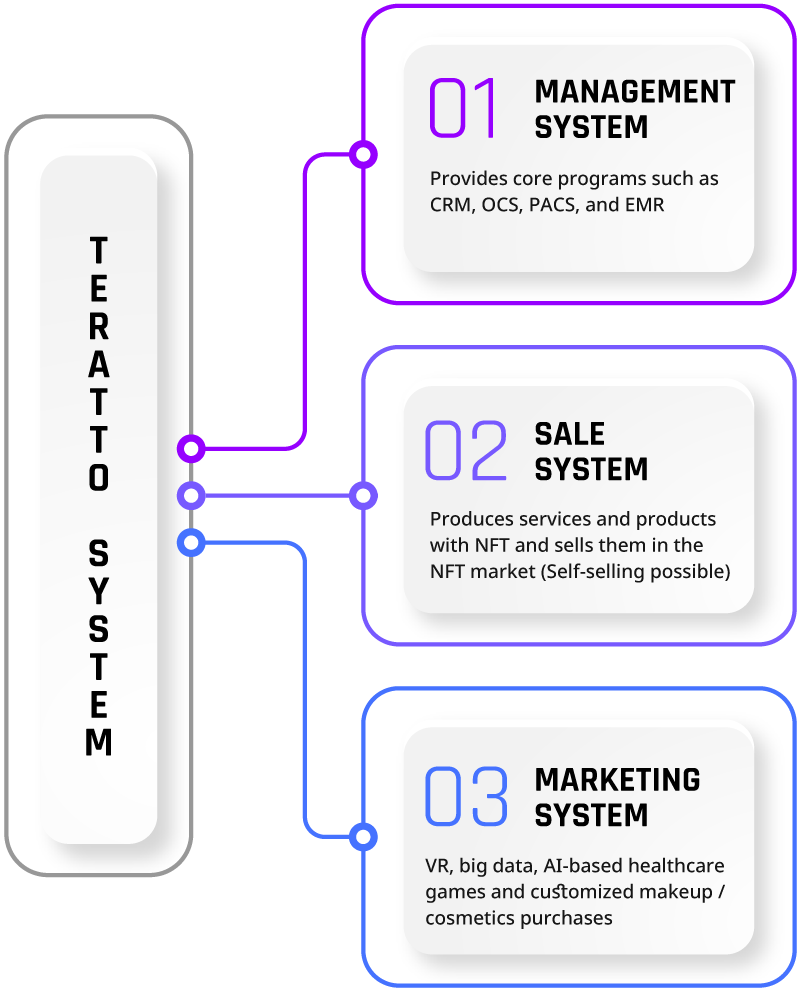 TERATTO SYSTEM
01
MANAGEMENT
SYSTEM
Provides core programs such as
CRM, OCS, PACS, and EMR
02
SALE
SYSTEM
Produces services and products
with NFT and sells them in the
NFT market (Self-selling possible)
03
MARKETING
SYSTEM
VR, big data, AI-based healthcare
games and customized makeup /
cosmetics purchases